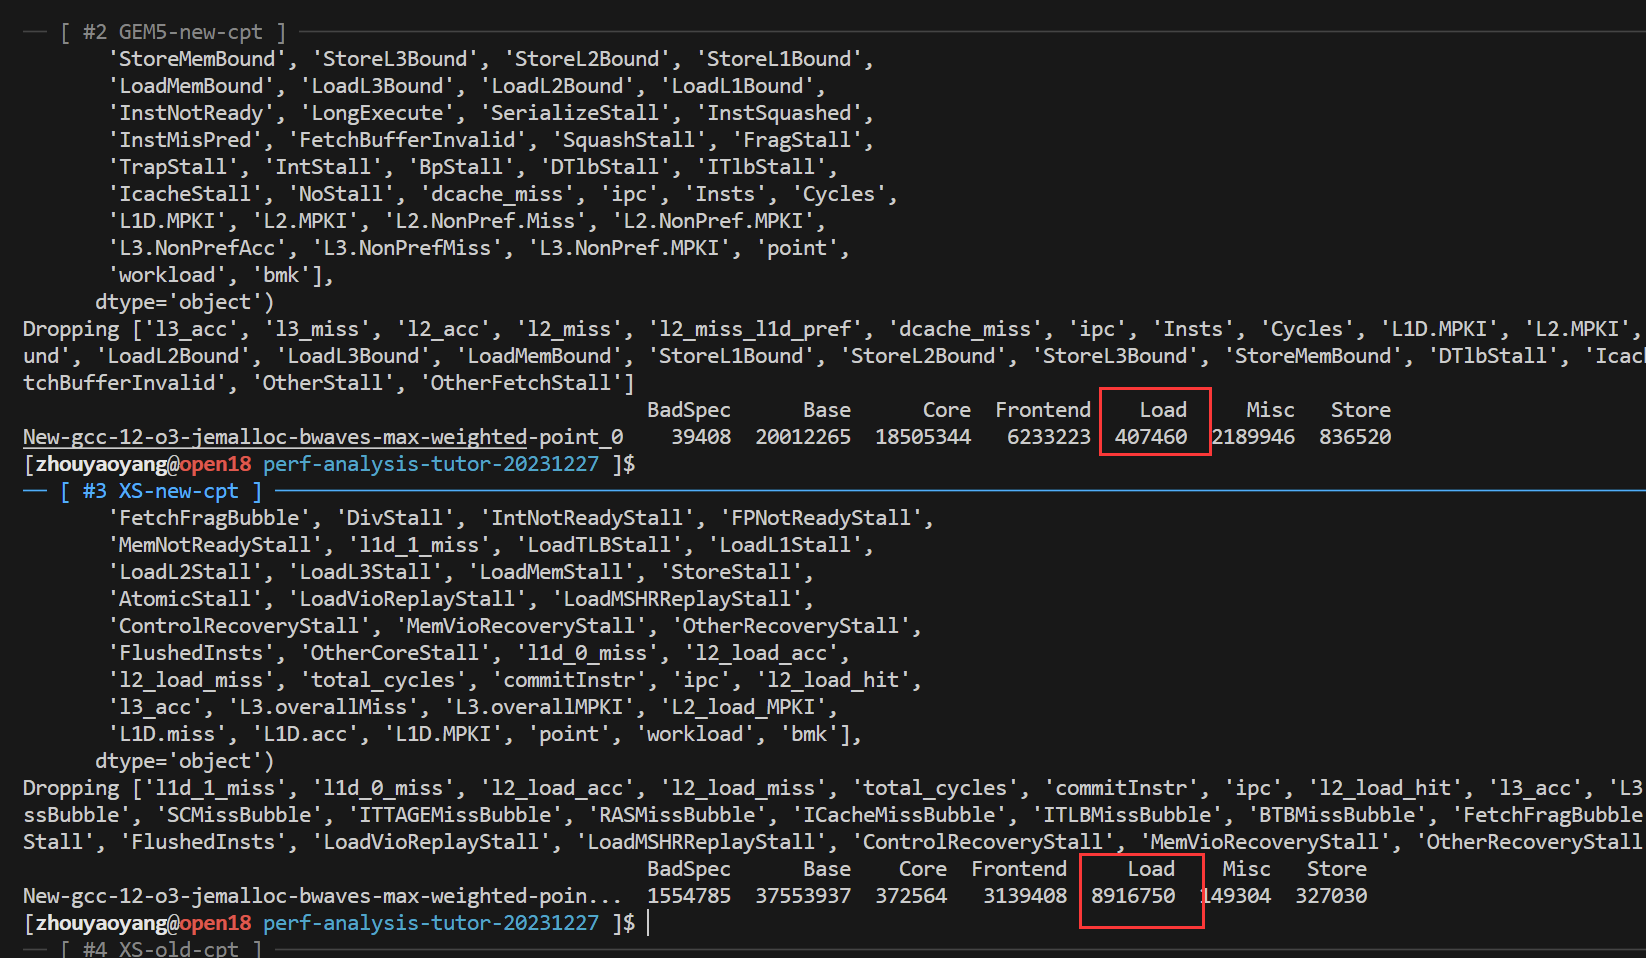 [ #2 GEM5-new-cpt ]
'StoreMemBound', 'StoreL3Bound', 'StoreL2Bound', 'StoreL1Bound',
'LoadMemBound', 'LoadL3Bound', 'LoadL2Bound', 'LoadL1Bound',
'InstNotReady', 'LongExecute', 'SerializeStall', 'InstSquashed',
'InstMisPred', 'FetchBufferInvalid', 'SquashStall', 'FragStall',
'TrapStall', 'IntStall', 'BpStall', 'DTlbStall', 'ITlbStall',
'IcacheStall', 'NoStall', 'dcache_miss', 'ipc', 'Insts', 'Cycles',
'L1D.MPKI', 'L2.MPKI', 'L2.NonPref.Miss', 'L2.NonPref.MPKI',
'L3.NonPrefAcc', 'L3.NonPrefMiss', 'L3.NonPref.MPKI', 'point',
'workload', 'bmk'],
dtype='object')
Dropping ['l3_acc', 'l3_miss', 'l2_acc', 'l2_miss', 'l2_miss_l1d_pref', 'dcache_miss', 'ipc', 'Insts', 'Cycles', 'L1D.MPKI', 'L2.MPKI',
und', 'LoadL2Bound', 'LoadL3Bound', 'LoadMemBound', 'StoreL1Bound', 'StoreL2Bound', 'StoreL3Bound', 'StoreMemBound', 'DTlbStall', 'Icach
tchBufferInvalid', 'OtherStall', 'OtherFetchStall']
BadSpec Base Core Frontend Load Misc Store
New-gcc-12-o3-jemalloc-bwaves-max-weighted-point_0 39408 20012265 18505344 6233223 407460 2189946 836520
[zhouyaoyang@open18 perf-analysis-tutor-20231227 ]$
[ #3 XS-new-cpt ]
'FetchFragBubble', 'DivStall', 'IntNotReadyStall', 'FPNotReadyStall',
'MemNotReadyStall', 'l1d_1_miss', 'LoadTLBStall', 'LoadL1Stall',
'LoadL2Stall', 'LoadL3Stall', 'LoadMemStall', 'StoreStall',
'AtomicStall', 'LoadVioReplayStall', 'LoadMSHRReplayStall',
'ControlRecoveryStall', 'MemVioRecoveryStall', 'OtherRecoveryStall',
'FlushedInsts', 'OtherCoreStall', 'l1d_0_miss', 'l2_load_acc',
'l2_load_miss', 'total_cycles', 'commitInstr', 'ipc', 'l2_load_hit',
'l3_acc', 'L3.overallMiss', 'L3.overallMPKI', 'L2_load_MPKI',
'L1D.miss', 'L1D.acc', 'L1D.MPKI', 'point', 'workload', 'bmk'],
dtype='object')
Dropping ['l1d_1_miss', 'l1d_0_miss', 'l2_load_acc', 'l2_load_miss', 'total_cycles', 'commitInstr', 'ipc', 'l2_load_hit', 'l3_acc', 'L3
ssBubble', 'SCMissBubble', 'ITTAGEMissBubble', 'RASMissBubble', 'ICacheMissBubble', 'ITLBMissBubble', 'BTBMissBubble', 'FetchFragBubble
Stall', 'FlushedInsts', 'LoadVioReplayStall', 'LoadMSHRReplayStall', 'ControlRecoveryStall', 'MemVioRecoveryStall', 'OtherRecoveryStall
BadSpec Base Core Frontend Load Misc Store
New-gcc-12-o3-jemalloc-bwaves-max-weighted-poin... 1554785 37553937 372564 3139408 8916750 149304 327030
[zhouyaoyang@open18 perf-analysis-tutor-20231227 ]$
[ #4 XS-old-cpt ]